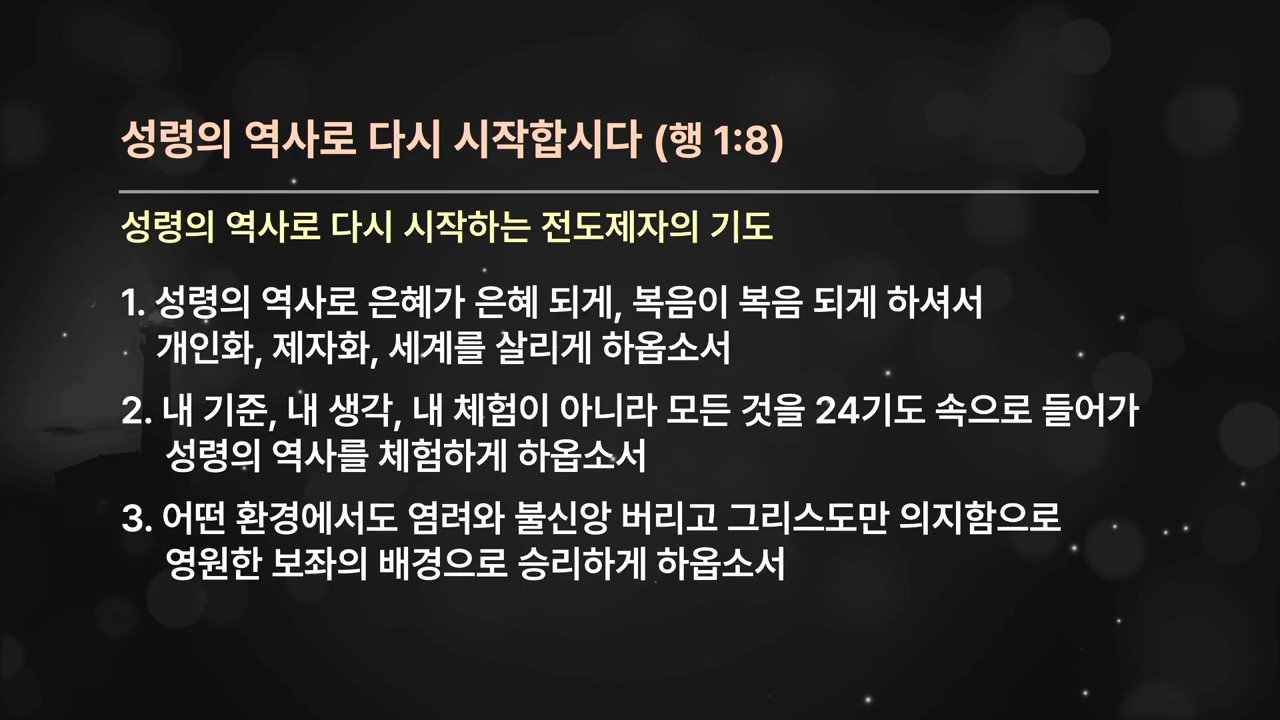 성령의 역사로 다시 시작합시다 (행 1:8)
성령의 역사로 다시 시작하는 전도제자의 기도
1. 성령의 역사로 은혜가 은혜 되게, 복음이 복음 되게 하셔서
개인화, 제자화, 세계를 살리게 하옵소서
2. 내 기준, 내 생각, 내 체험이 아니라 모든 것을 24기도 속으로 들어가
성령의 역사를 체험하게 하옵소서
3. 어떤 환경에서도 염려와 불신앙 버리고 그리스도만 의지함으로
영원한 보좌의 배경으로 승리하게 하옵소서